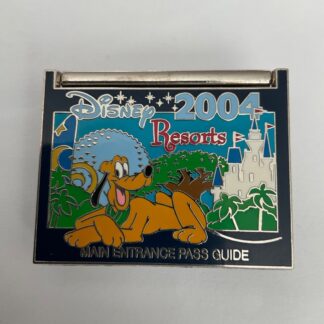 Disney 2004
Resorts
MAIN ENTRANCE PASS GUIDE